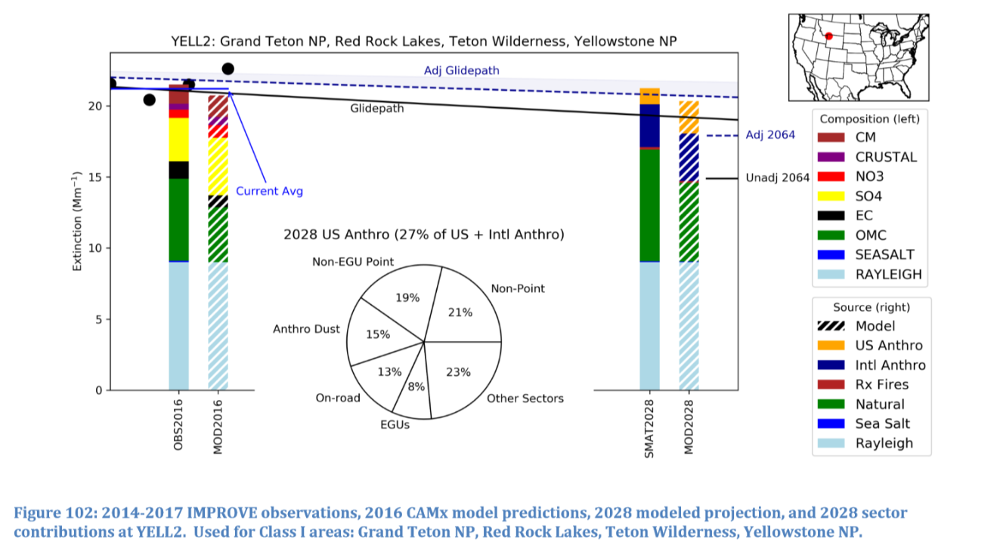 YELL2: Grand Teton NP, Red Rock Lakes, Teton Wilderness, Yellowstone NP
Adj Glidepath
Glidepath
Current Avg
Adj 2064
Unadj 2064
Extinction (Mm⁻¹)
20
15
10
5
0
OBS2016
MOD2016
SMAT2028
MOD2028
2028 US Anthro (27% of US + Intl Anthro)
Non-EGU Point
19%
Non-Point
21%
Anthro Dust
15%
On-road
13%
EGUs
8%
Other Sectors
23%
Composition (left)
CM
CRUSTAL
NO3
SO4
EC
OMC
SEASALT
RAYLEIGH
Source (right)
Model
US Anthro
Intl Anthro
Rx Fires
Natural
Sea Salt
Rayleigh
Figure 102: 2014-2017 IMPROVE observations, 2016 CAMx model predictions, 2028 modeled projection, and 2028 sector
contributions at YELL2. Used for Class I areas: Grand Teton NP, Red Rock Lakes, Teton Wilderness, Yellowstone NP.